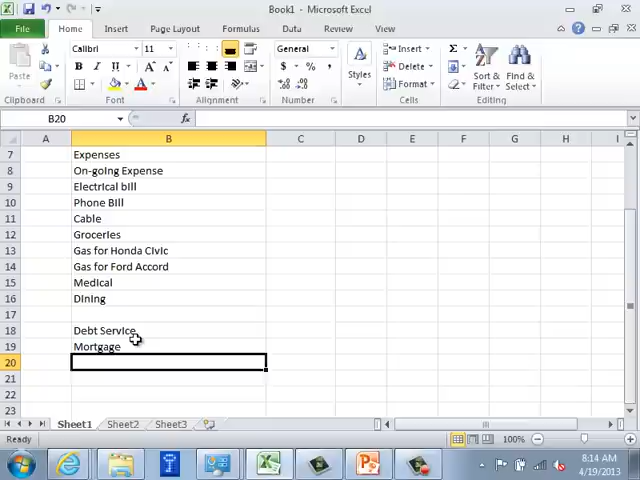 Book1 - Microsoft Excel
File Home Insert Page Layout Formulas Data Review View
Calibri 11 General
Paste
B I U
$ % ,
Styles
Insert
Delete
Format
Σ
Sort & Filter
Find & Select
Clipboard Font Alignment Number Cells Editing
B20 fx
A B C D E F G H I
7 Expenses
8 On-going Expense
9 Electrical bill
10 Phone Bill
11 Cable
12 Groceries
13 Gas for Honda Civic
14 Gas for Ford Accord
15 Medical
16 Dining
17
18 Debt Service
19 Mortgage
20
21
22
23
Sheet1 Sheet2 Sheet3
Ready 100%
8:14 AM
4/19/2013